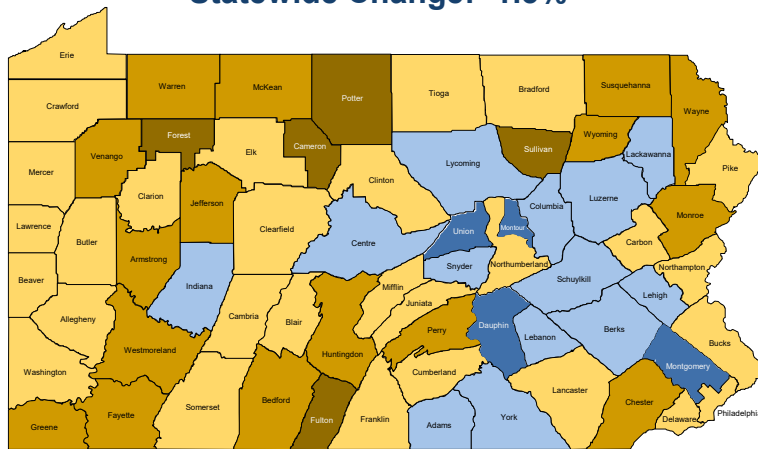 Statewide Change:
Erie
Warren
McKean
Potter
Tioga
Bradford
Susquehanna
Wayne
Crawford
Forest
Cameron
Sullivan
Wyoming
Lackawanna
Venango
Elk
Lycoming
Pike
Mercer
Clarion
Clinton
Luzerne
Jefferson
Columbia
Monroe
Lawrence
Butler
Clearfield
Centre
Union
Montour
Carbon
Armstrong
Snyder
Northumberland
Northampton
Beaver
Indiana
Mifflin
Schuylkill
Lehigh
Allegheny
Cambria
Blair
Juniata
Perry
Dauphin
Lebanon
Berks
Bucks
Westmoreland
Huntingdon
Montgomery
Washington
Cumberland
Lancaster
Somerset
Bedford
Fulton
Franklin
Adams
York
Chester
Delaware
Philadelphia
Greene
Fayette